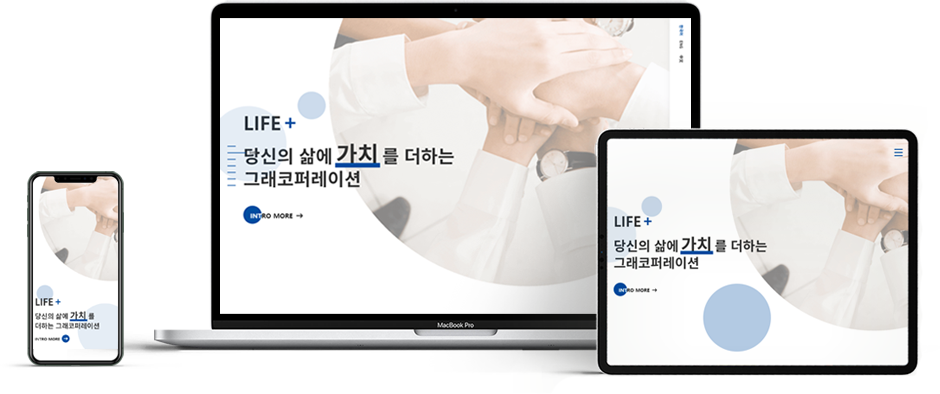 LIFE +
당신의 삶에 가치를 더하는
그래코퍼레이션
INTRO MORE →
MacBook Pro
LIFE +
당신의 삶에 가치를 더하는
그래코퍼레이션
INTRO MORE →
LIFE +
당신의 삶에 가치를
더하는 그래코퍼레이션
INTRO MORE